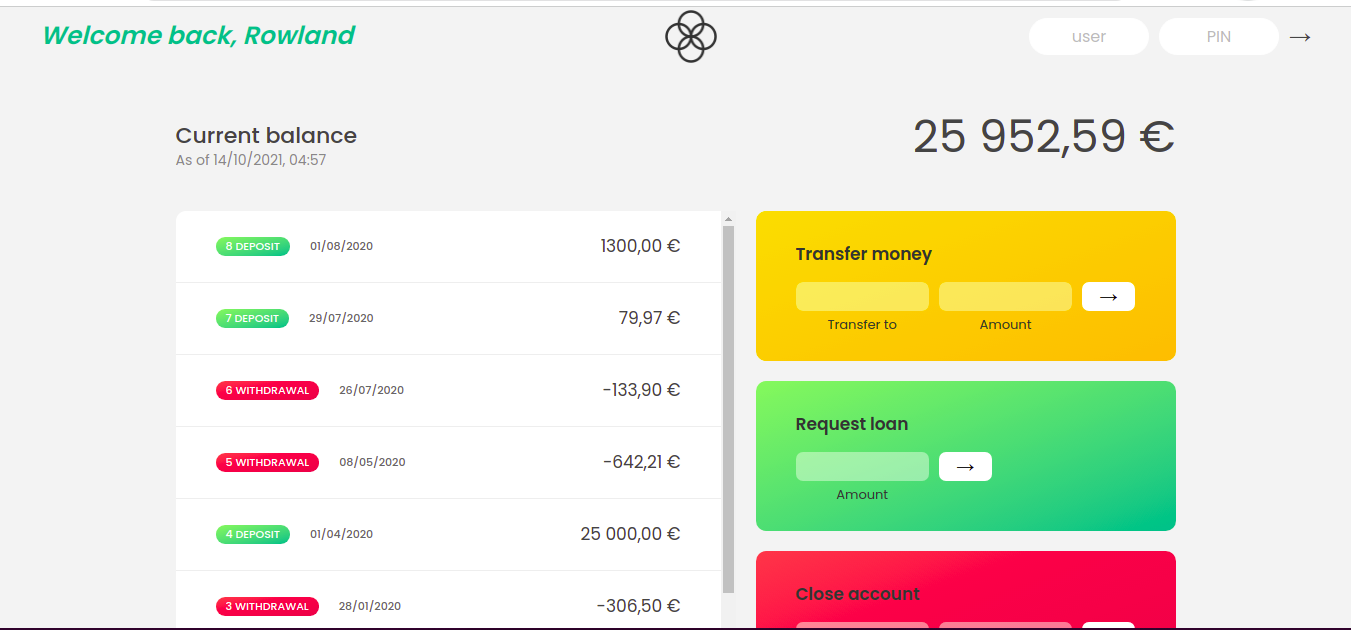 Welcome back, Rowland
user
PIN
→
Current balance
As of 14/10/2021, 04:57
25 952,59 €
8 DEPOSIT 01/08/2020 1300,00 €
7 DEPOSIT 29/07/2020 79,97 €
6 WITHDRAWAL 26/07/2020 -133,90 €
5 WITHDRAWAL 08/05/2020 -642,21 €
4 DEPOSIT 01/04/2020 25 000,00 €
3 WITHDRAWAL 28/01/2020 -306,50 €
Transfer money
→
Transfer to Amount
Request loan
→
Amount
Close account